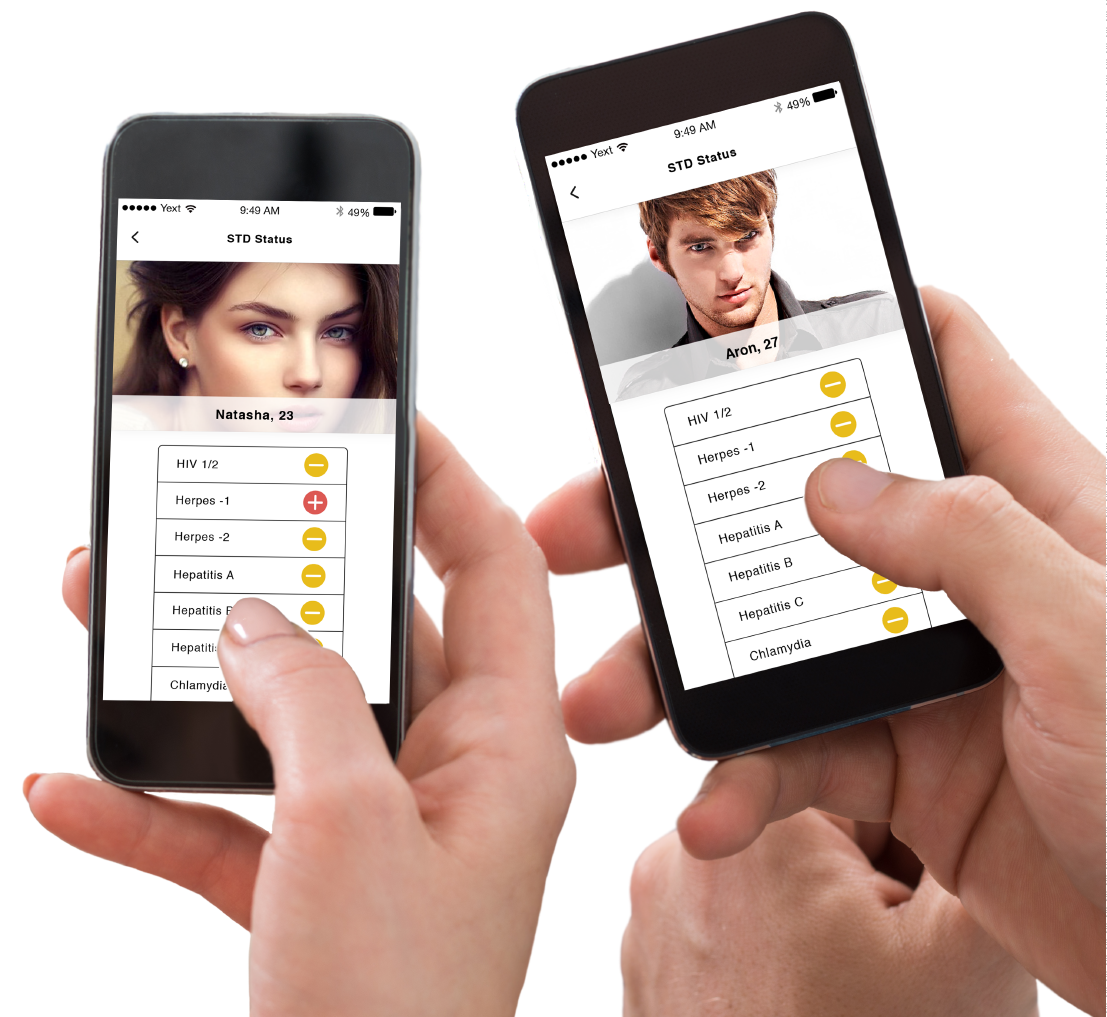 Yext 9:49 AM 49%
STD Status
Natasha, 23
HIV 1/2
Herpes -1
Herpes -2
Hepatitis A
Hepatitis
Chlamydia
Yext 9:49 AM 49%
STD Status
Aron, 27
HIV 1/2
Herpes -1
Herpes -2
Hepatitis A
Hepatitis B
Hepatitis C
Chlamydia